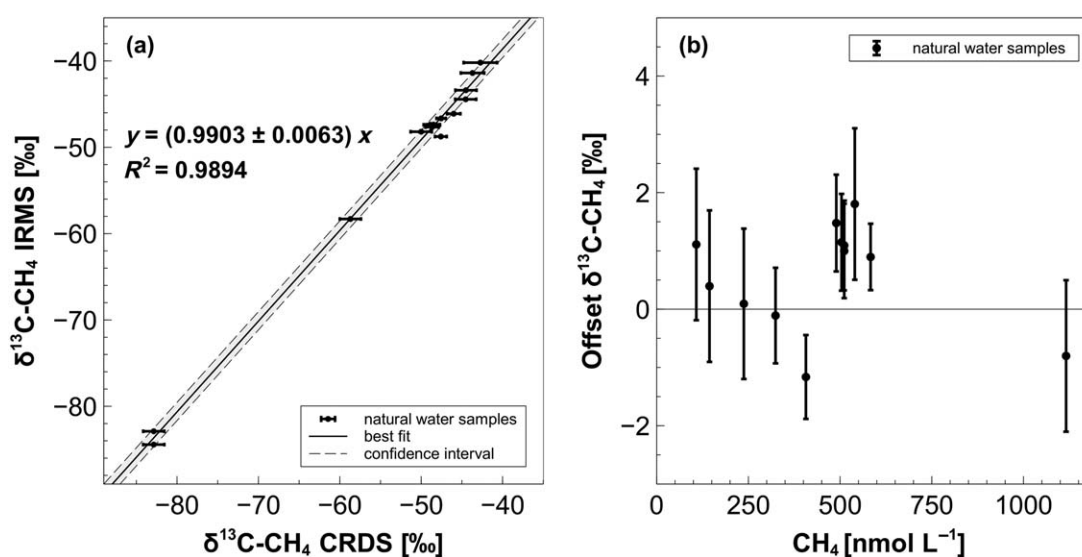 (a)
y = (0.9903 ± 0.0063) x
R² = 0.9894
δ¹³C-CH₄ IRMS [‰]
−40
−50
−60
−70
−80
natural water samples
best fit
confidence interval
−80 −70 −60 −50 −40
δ¹³C-CH₄ CRDS [‰]
(b)
natural water samples
Offset δ¹³C-CH₄ [‰]
4
2
0
−2
0 250 500 750 1000
CH₄ [nmol L⁻¹]